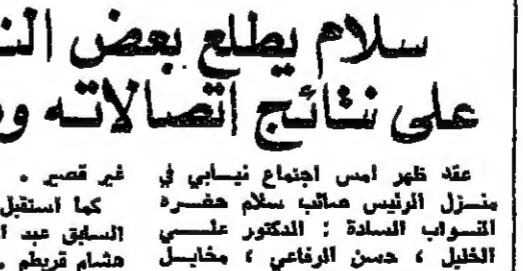 سلام يطلع بعض الن
على نتائج اتصالاته و
عقد ظهر امس اجتماع نيابي في
منزل الرئيس صائب سلام حضره
النواب السادة : الدكتور علي
الخليل ، حسن الرفاعي ، مخايل
غير قصير .
كما استقبل
السابق عبد ا
هشام قريطم .